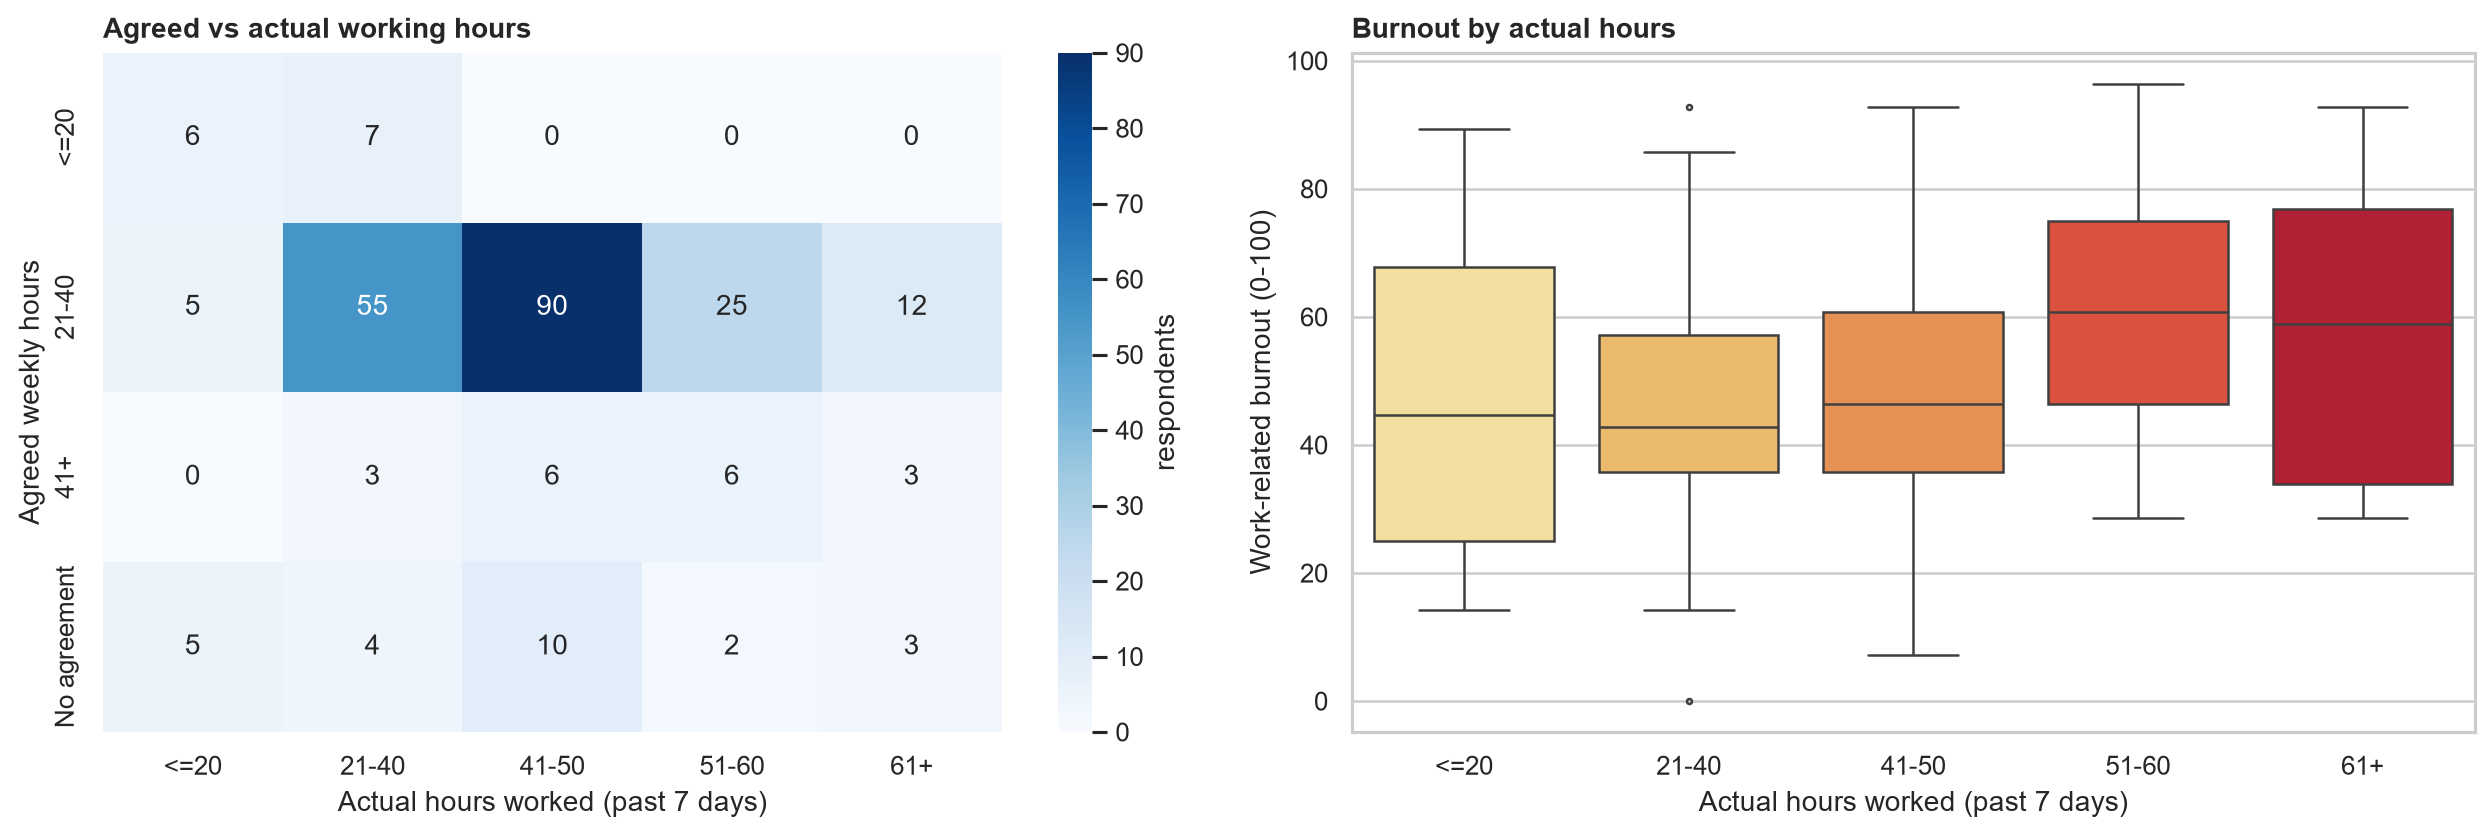 Agreed vs actual working hours
Agreed weekly hours
<=20
21-40
41+
No agreement
6 7 0 0 0
5 55 90 25 12
0 3 6 6 3
5 4 10 2 3
<=20 21-40 41-50 51-60 61+
Actual hours worked (past 7 days)
90
80
70
60
50
40
30
20
10
0
respondents
Burnout by actual hours
Work-related burnout (0-100)
100
80
60
40
20
0
<=20 21-40 41-50 51-60 61+
Actual hours worked (past 7 days)